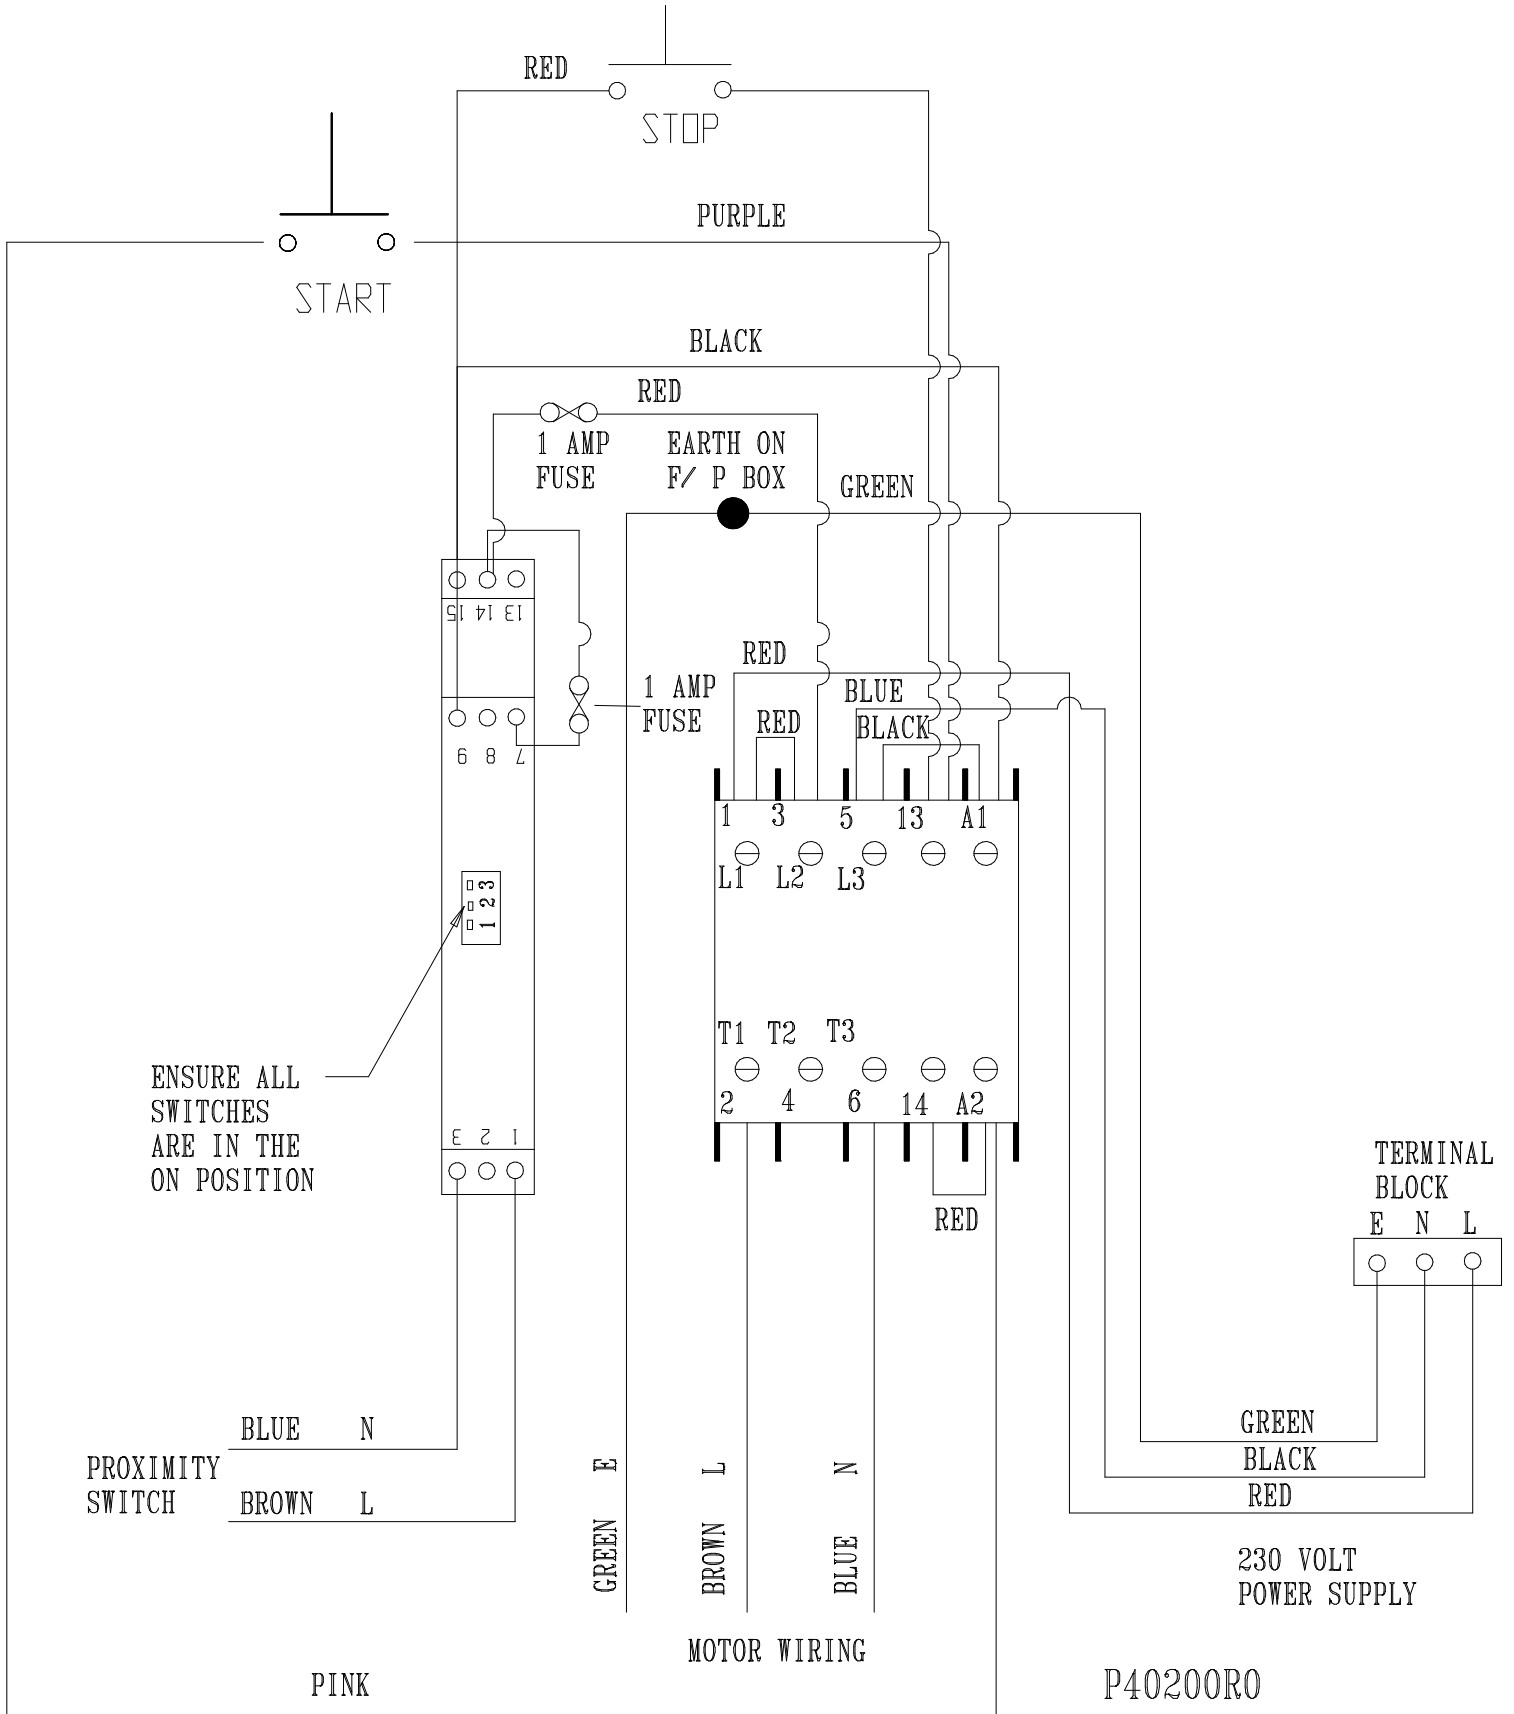 RED
STOP
PURPLE
START
BLACK
RED
1 AMP
FUSE
EARTH ON
F/ P BOX
GREEN
15 14 13
RED
1 AMP
FUSE
BLUE
RED
BLACK
9 8 7
1 3 5 13 A1
L1 L2 L3
1 2 3
T1 T2 T3
2 4 6 14 A2
ENSURE ALL
SWITCHES
ARE IN THE
ON POSITION
3 2 1
RED
TERMINAL
BLOCK
E N L
BLUE N
PROXIMITY
SWITCH
BROWN L
GREEN E
BROWN L
BLUE N
GREEN
BLACK
RED
230 VOLT
POWER SUPPLY
MOTOR WIRING
PINK
P40200R0